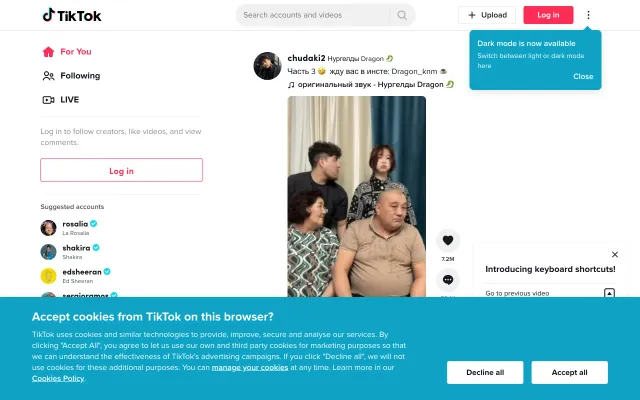 TikTok
Search accounts and videos
Upload
Log in
Dark mode is now available
Switch between light or dark mode
here
Close
For You
Following
LIVE
Log in to follow creators, like videos, and view
comments.
Log in
Suggested accounts
rosalia
La Rosalia
shakira
Shakira
edsheeran
Ed Sheeran
sergioramos
chudaki2 Нургелды Dragon 🐉
Часть 3 🤪 жду вас в инсте: Dragon_knm ☕
♫ оригинальный звук - Нургелды Dragon 🐉
7.2M
Introducing keyboard shortcuts!
Go to previous video
Accept cookies from TikTok on this browser?
TikTok uses cookies and similar technologies to provide, improve, secure and analyse our services. By
clicking "Accept All", you agree to let us use our own and third party cookies for marketing purposes so that
we can understand the effectiveness of TikTok's advertising campaigns. If you click "Decline all", we will
not use cookies for these additional purposes. You can manage your cookies at any time. Learn more in our
Cookies Policy.
Decline all
Accept all